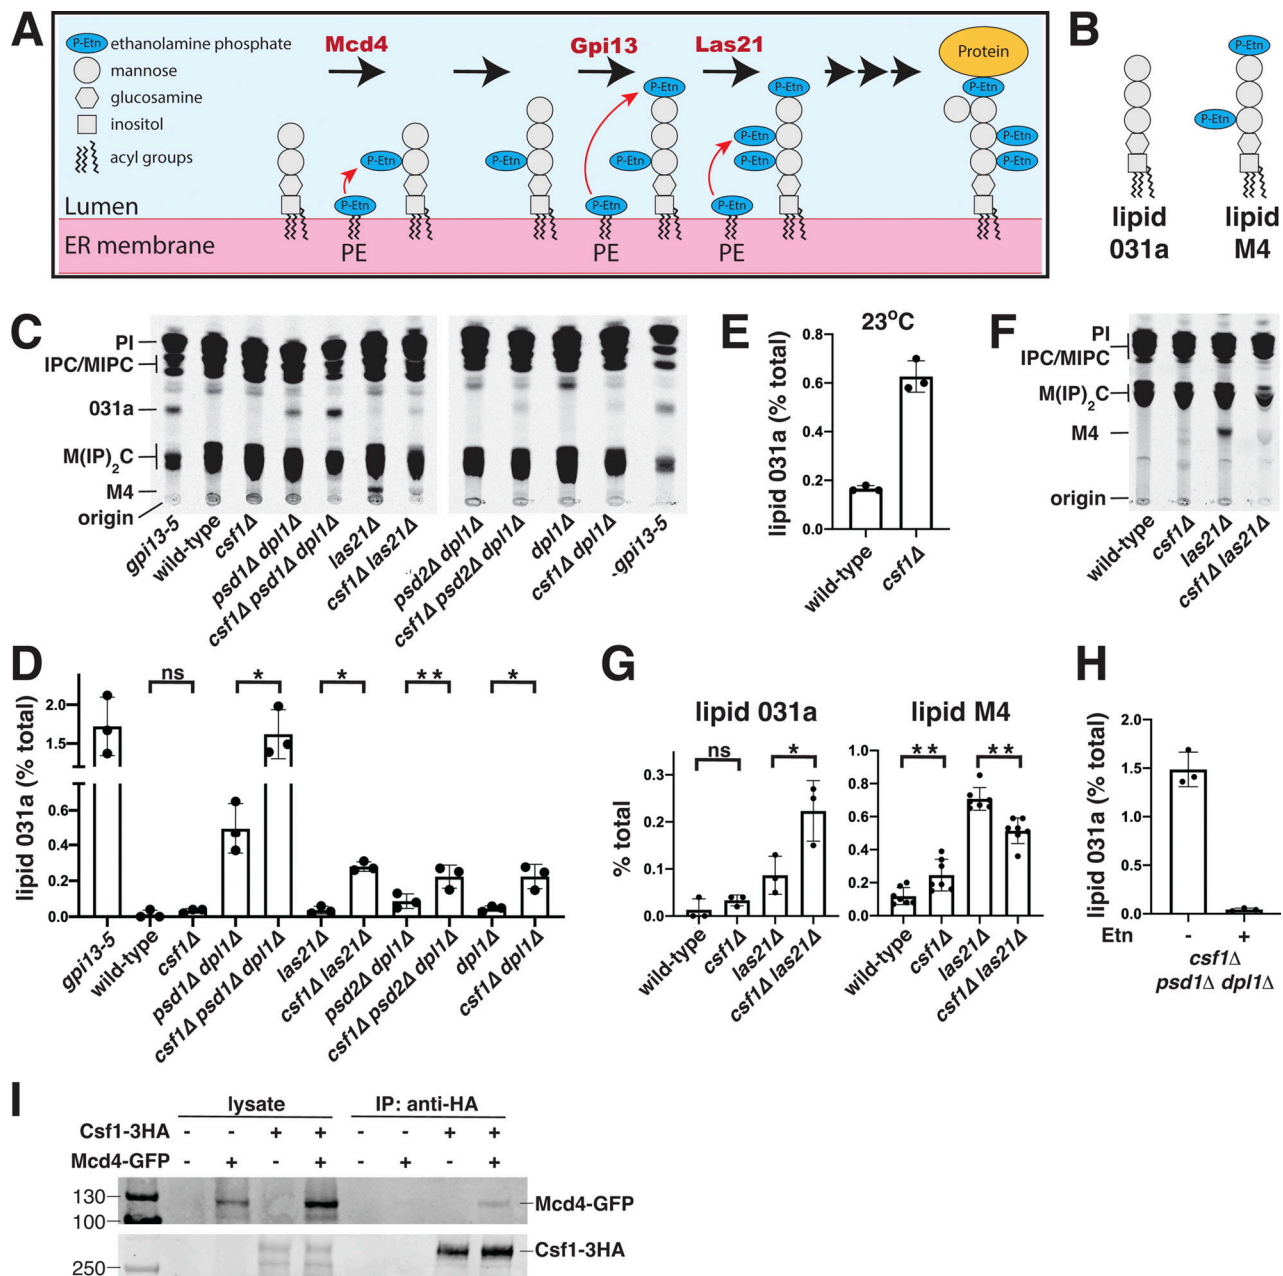 A
P-Etn ethanolamine phosphate
mannose
glucosamine
inositol
acyl groups
Mcd4
Gpi13
Las21
Protein
P-Etn
P-Etn
P-Etn
P-Etn
P-Etn
P-Etn
P-Etn
P-Etn
P-Etn
P-Etn
P-Etn
P-Etn
P-Etn
Lumen
ER membrane
PE
PE
PE
B
P-Etn
P-Etn
lipid 031a
lipid M4
C
PI
IPC/MIPC
031a
M(IP)2C
M4
origin
gpi13-5
wild-type
csf1Δ
psd1Δ dpl1Δ
csf1Δ psd1Δ dpl1Δ
las21Δ
csf1Δ las21Δ
psd2Δ dpl1Δ
csf1Δ psd2Δ dpl1Δ
dpl1Δ
csf1Δ dpl1Δ
gpi13-5
E
23°C
lipid 031a (% total)
0.8
0.6
0.4
0.2
0.0
wild-type
csf1Δ
F
PI
IPC/MIPC
M(IP)2C
M4
origin
wild-type
csf1Δ
las21Δ
csf1Δ las21Δ
D
lipid 031a (% total)
2.0
1.5
0.6
0.4
0.2
0.0
ns
*
*
**
*
gpi13-5
wild-type
csf1Δ
psd1Δ dpl1Δ
csf1Δ psd1Δ dpl1Δ
las21Δ
csf1Δ las21Δ
psd2Δ dpl1Δ
csf1Δ psd2Δ dpl1Δ
dpl1Δ
csf1Δ dpl1Δ
G
lipid 031a
% total
0.3
0.2
0.1
0.0
ns
*
wild-type
csf1Δ
las21Δ
csf1Δ las21Δ
lipid M4
1.0
0.8
0.6
0.4
0.2
0.0
**
**
wild-type
csf1Δ
las21Δ
csf1Δ las21Δ
H
lipid 031a (% total)
2.0
1.5
1.0
0.5
0.0
Etn - +
csf1Δ
psd1Δ dpl1Δ
I
lysate IP: anti-HA
Csf1-3HA - - + + - - + +
Mcd4-GFP - + - + - + - +
130
100
Mcd4-GFP
Csf1-3HA
250